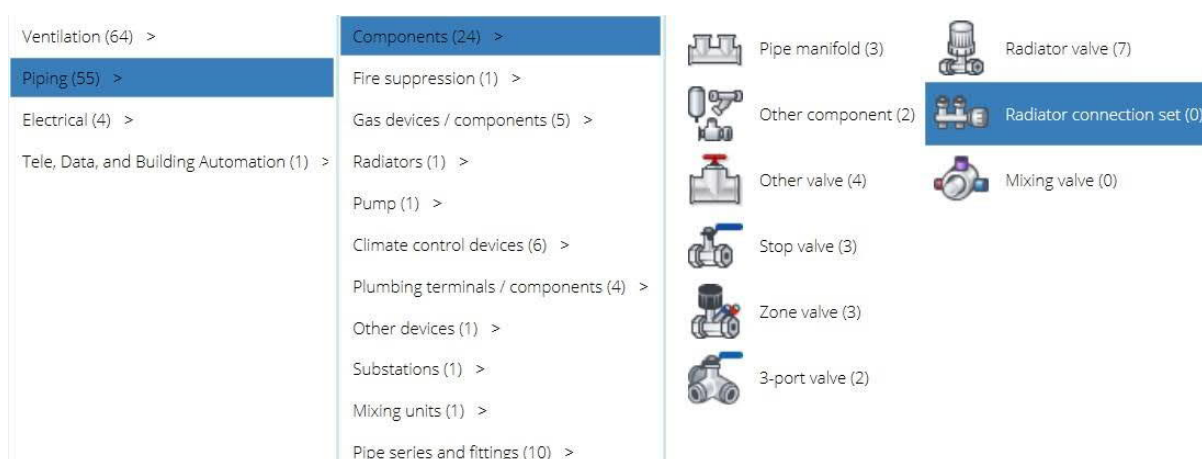 Ventilation (64) >
Piping (55) >
Electrical (4) >
Tele, Data, and Building Automation (1) >
Components (24) >
Fire suppression (1) >
Gas devices / components (5) >
Radiators (1) >
Pump (1) >
Climate control devices (6) >
Plumbing terminals / components (4) >
Other devices (1) >
Substations (1) >
Mixing units (1) >
Pipe series and fittings (10) >
Pipe manifold (3)
Other component (2)
Other valve (4)
Stop valve (3)
Zone valve (3)
3-port valve (2)
Radiator valve (7)
Radiator connection set (0)
Mixing valve (0)